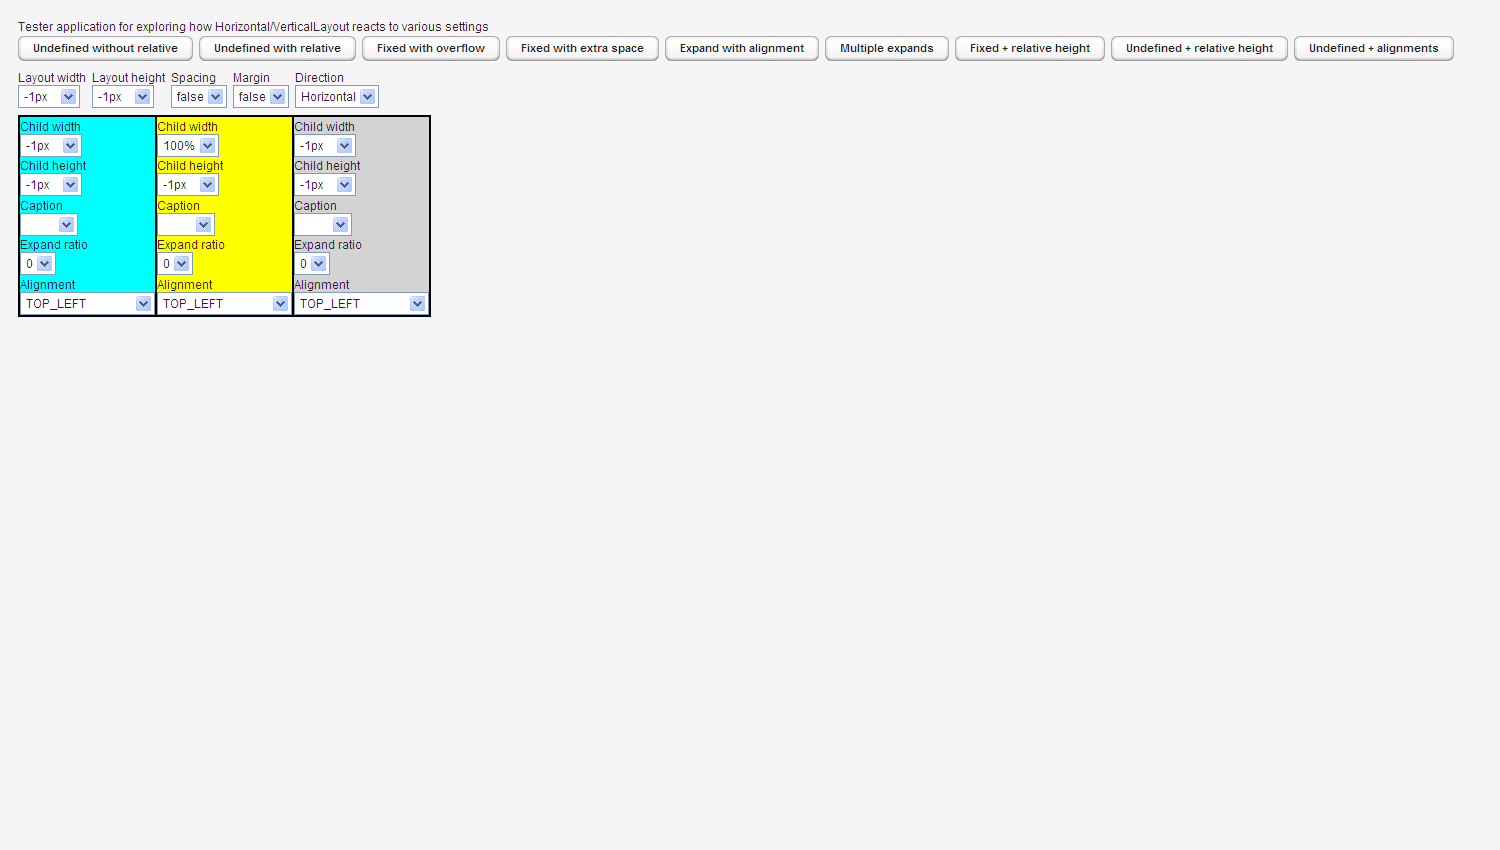 Tester application for exploring how Horizontal/VerticalLayout reacts to various settings
Undefined without relative Undefined with relative Fixed with overflow Fixed with extra space Expand with alignment Multiple expands Fixed + relative height Undefined + relative height Undefined + alignments
Layout width Layout height Spacing Margin Direction
-1px -1px false false Horizontal
Child width Child width Child width
-1px 100% -1px
Child height Child height Child height
-1px -1px -1px
Caption Caption Caption
Expand ratio Expand ratio Expand ratio
0 0 0
Alignment Alignment Alignment
TOP_LEFT TOP_LEFT TOP_LEFT